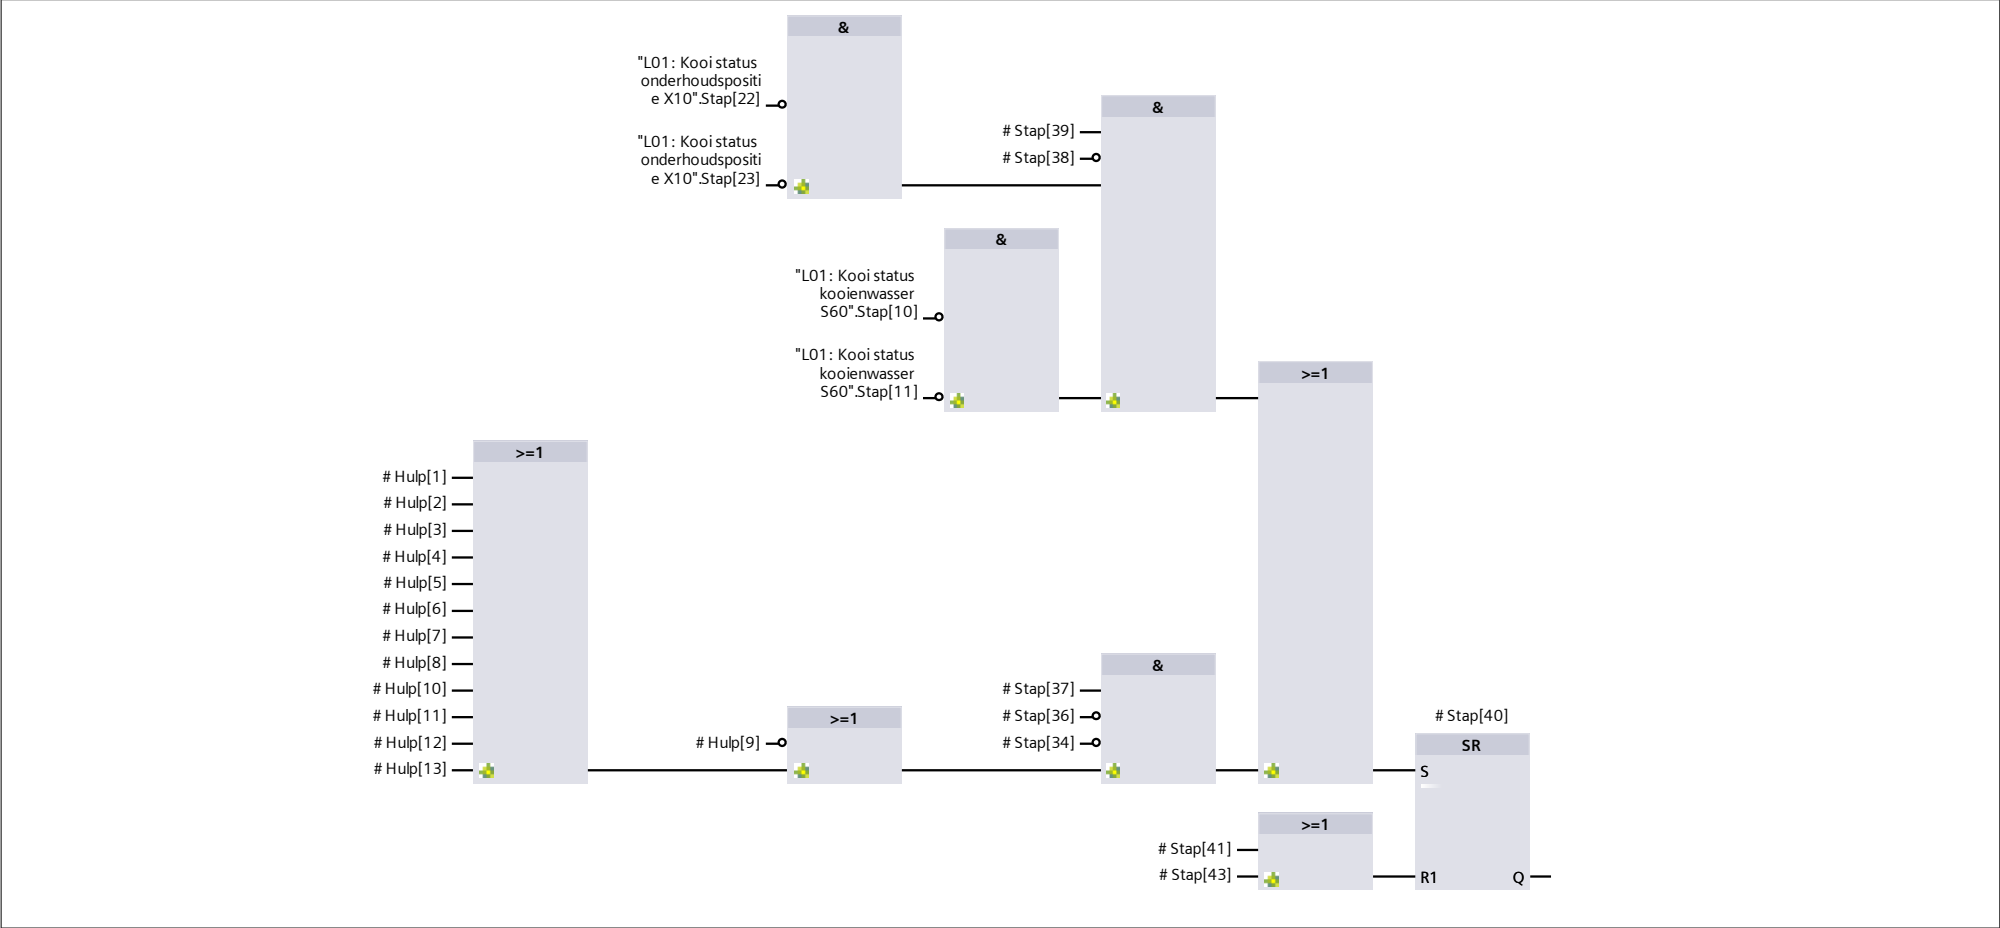 &
"L01: Kooi status
onderhoudspositi
e X10".Stap[22]
"L01: Kooi status
onderhoudspositi
e X10".Stap[23]
&
# Stap[39]
# Stap[38]
&
"L01: Kooi status
kooienwasser
S60".Stap[10]
"L01: Kooi status
kooienwasser
S60".Stap[11]
>=1
>=1
# Hulp[1]
# Hulp[2]
# Hulp[3]
# Hulp[4]
# Hulp[5]
# Hulp[6]
# Hulp[7]
# Hulp[8]
# Hulp[10]
# Hulp[11]
# Hulp[12]
# Hulp[13]
>=1
# Hulp[9]
&
# Stap[37]
# Stap[36]
# Stap[34]
# Stap[40]
SR
S
R1 Q
>=1
# Stap[41]
# Stap[43]